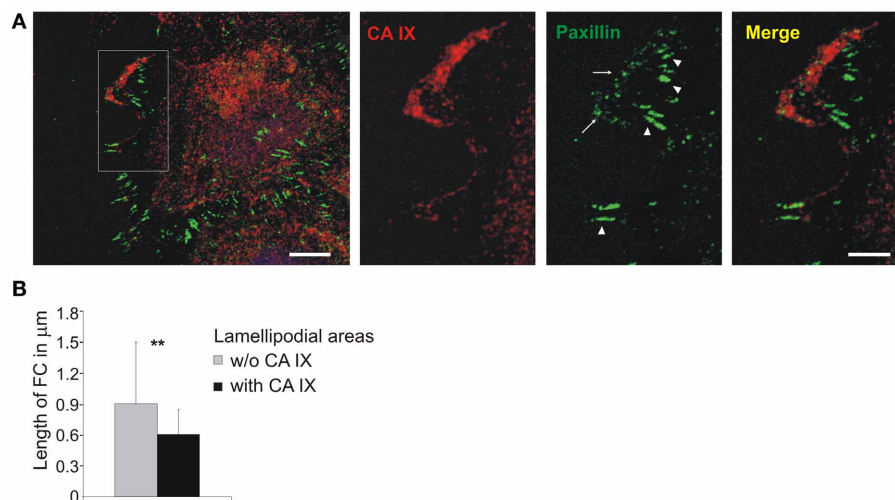 A
CA IX
Paxillin
Merge
B
Length of FC in μm
1.8
1.5
1.2
0.9
0.6
0.3
0
**
Lamellipodial areas
w/o CA IX
with CA IX